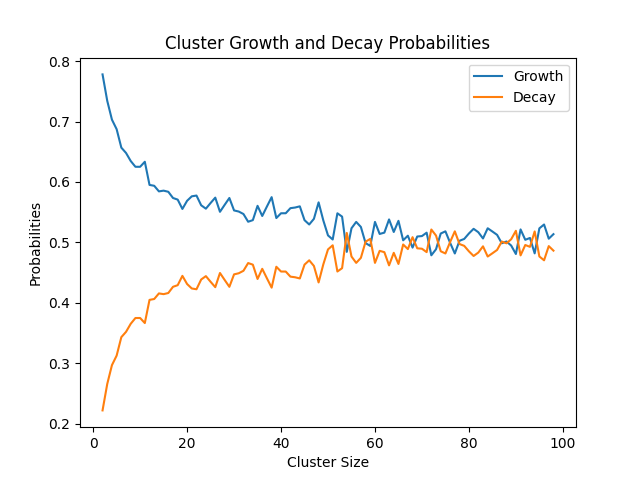 Cluster Growth and Decay Probabilities
Growth
Decay
0.8
0.7
0.6
0.5
0.4
0.3
0.2
Probabilities
0
20
40
60
80
100
Cluster Size